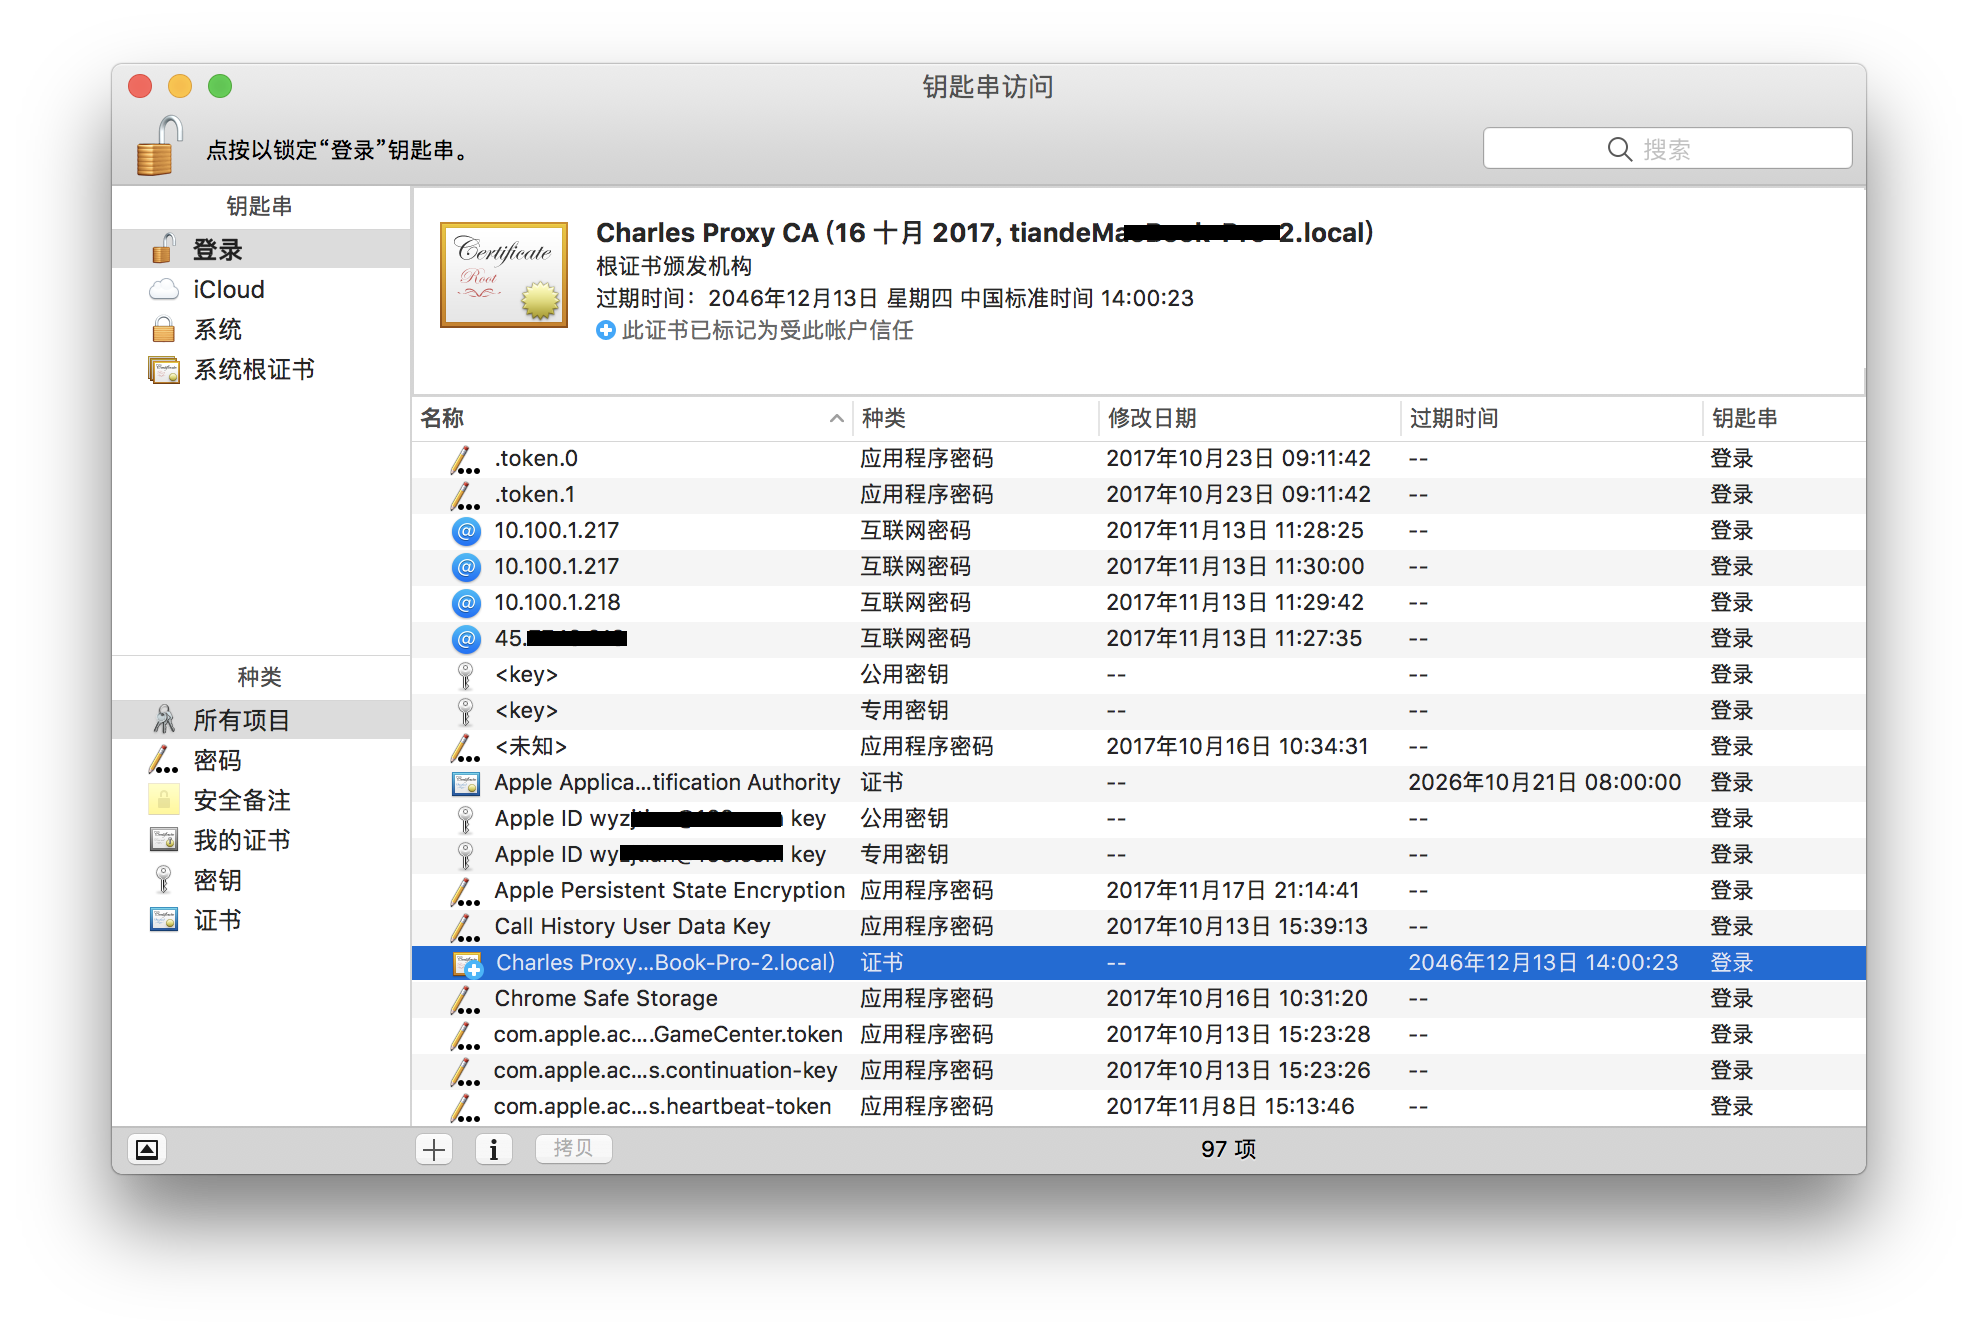 钥匙串访问
点按以锁定“登录”钥匙串。
搜索
钥匙串
登录
iCloud
系统
系统根证书
种类
所有项目
密码
安全备注
我的证书
密钥
证书
Certificate
Root
Charles Proxy CA (16 十月 2017, tiandeMa 2.local)
根证书颁发机构
过期时间：2046年12月13日 星期四 中国标准时间 14:00:23
此证书已标记为受此帐户信任
名称 种类 修改日期 过期时间 钥匙串
.token.0 应用程序密码 2017年10月23日 09:11:42 -- 登录
.token.1 应用程序密码 2017年10月23日 09:11:42 -- 登录
10.100.1.217 互联网密码 2017年11月13日 11:28:25 -- 登录
10.100.1.217 互联网密码 2017年11月13日 11:30:00 -- 登录
10.100.1.218 互联网密码 2017年11月13日 11:29:42 -- 登录
45. 互联网密码 2017年11月13日 11:27:35 -- 登录
<key> 公用密钥 -- -- 登录
<key> 专用密钥 -- -- 登录
<未知> 应用程序密码 2017年10月16日 10:34:31 -- 登录
Apple Applica...tification Authority 证书 -- 2026年10月21日 08:00:00 登录
Apple ID wyz key 公用密钥 -- -- 登录
Apple ID wy key 专用密钥 -- -- 登录
Apple Persistent State Encryption 应用程序密码 2017年11月17日 21:14:41 -- 登录
Call History User Data Key 应用程序密码 2017年10月13日 15:39:13 -- 登录
Charles Proxy...Book-Pro-2.local) 证书 -- 2046年12月13日 14:00:23 登录
Chrome Safe Storage 应用程序密码 2017年10月16日 10:31:20 -- 登录
com.apple.ac....GameCenter.token 应用程序密码 2017年10月13日 15:23:28 -- 登录
com.apple.ac...s.continuation-key 应用程序密码 2017年10月13日 15:23:26 -- 登录
com.apple.ac...s.heartbeat-token 应用程序密码 2017年11月8日 15:13:46 -- 登录
拷贝
97 项